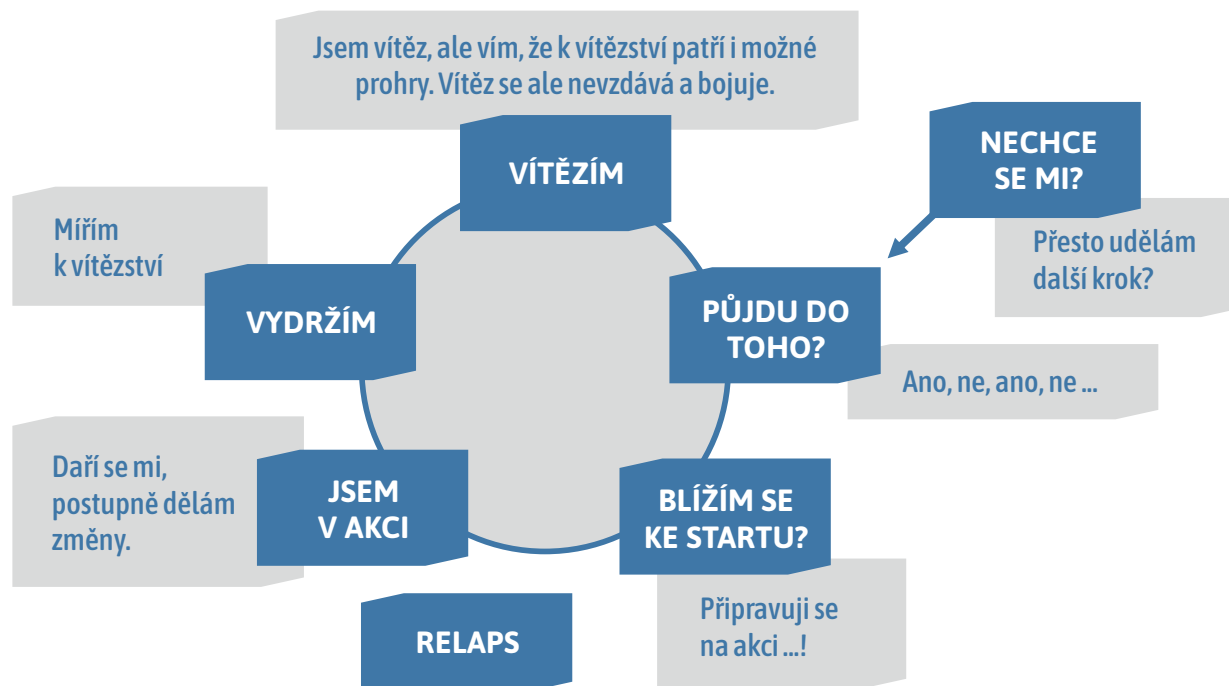 Jsem vítěz, ale vím, že k vítězství patří i možné
prohry. Vítěz se ale nevzdává a bojuje.
VÍTĚZÍM
NECHCE
SE MI?
Přesto udělám
další krok?
PŮJDU DO
TOHO?
Ano, ne, ano, ne ...
BLÍŽÍM SE
KE STARTU?
Připravuji se
na akci ...!
RELAPS
JSEM
V AKCI
Daří se mi,
postupně dělám
změny.
VYDRŽÍM
Mířím
k vítězství